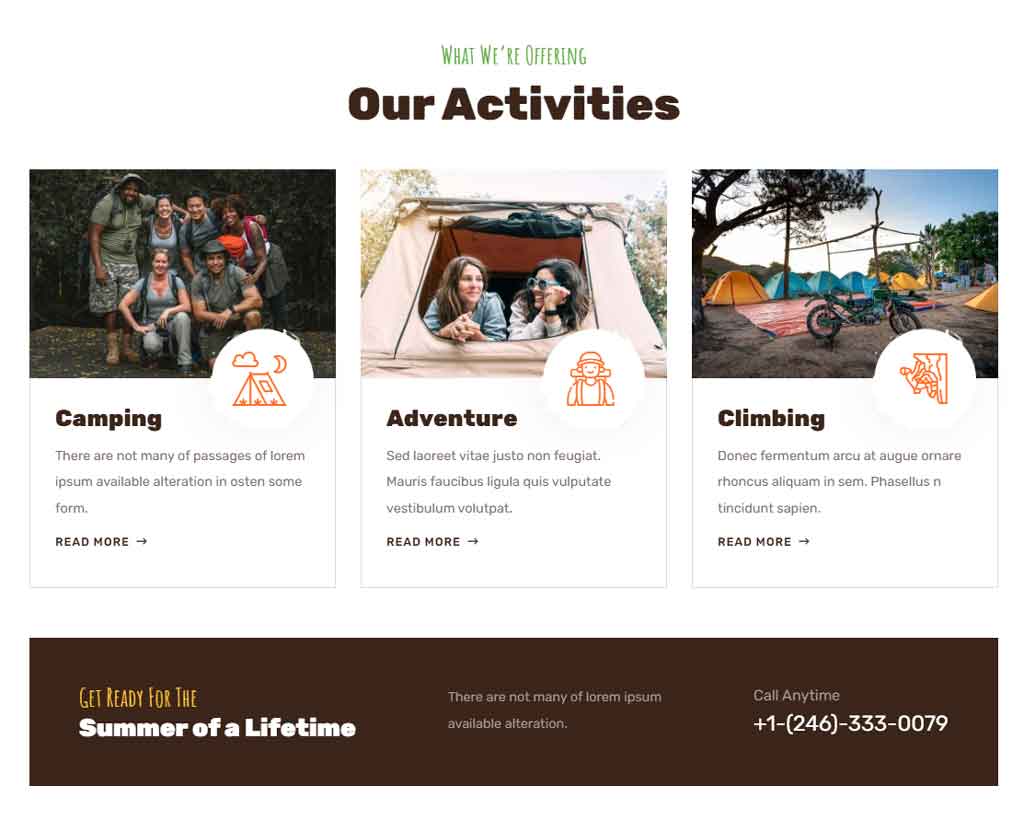 What We're Offering
Our Activities
Camping
There are not many of passages of lorem
ipsum available alteration in osten some
form.
READ MORE →
Adventure
Sed laoreet vitae justo non feugiat.
Mauris faucibus ligula quis vulputate
vestibulum volutpat.
READ MORE →
Climbing
Donec fermentum arcu at augue ornare
rhoncus aliquam in sem. Phasellus n
tincidunt sapien.
READ MORE →
Get Ready For The
Summer of a Lifetime
There are not many of lorem ipsum
available alteration.
Call Anytime
+1-(246)-333-0079